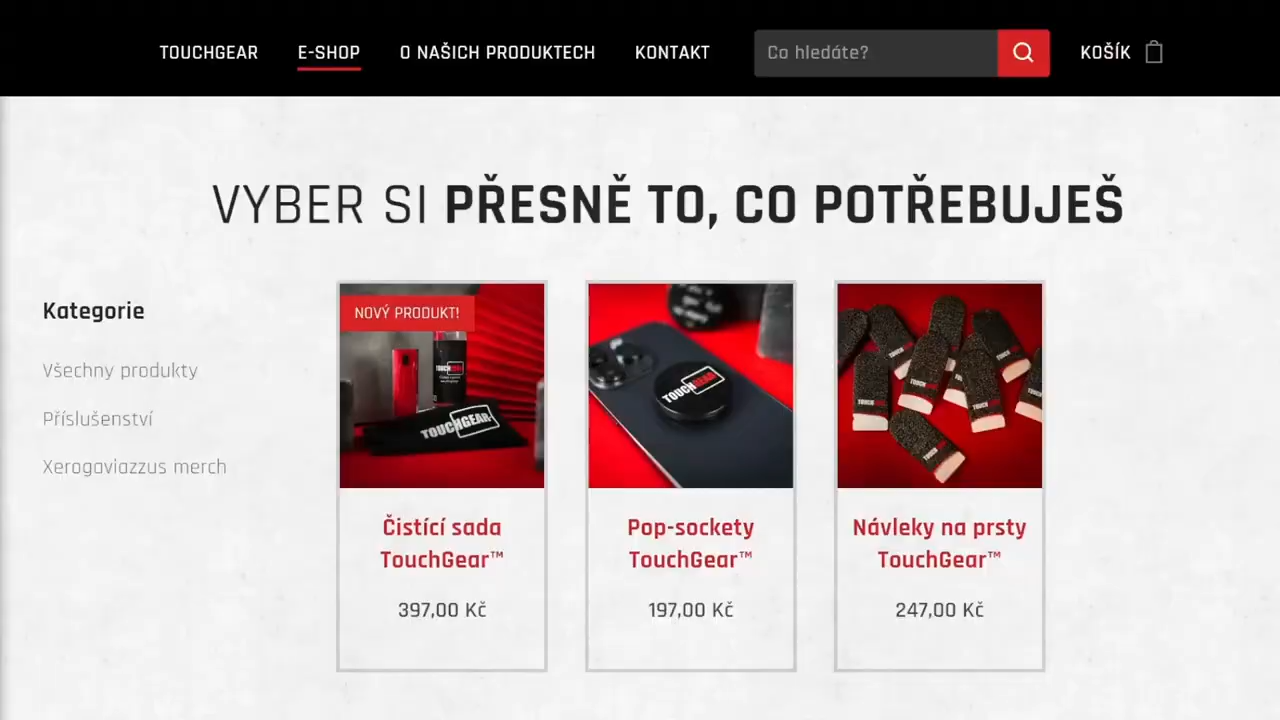 TOUCHGEAR E-SHOP O NAŠICH PRODUKTECH KONTAKT Co hledáte? KOŠÍK
VYBER SI PŘESNĚ TO, CO POTŘEBUJEŠ
Kategorie
Všechny produkty
Příslušenství
Xerogaviazzus merch
NOVÝ PRODUKT!
TOUCHGEAR
Čistící sada
TouchGear™
397,00 Kč
TOUCHGEAR
Pop-sockety
TouchGear™
197,00 Kč
Návleky na prsty
TouchGear™
247,00 Kč